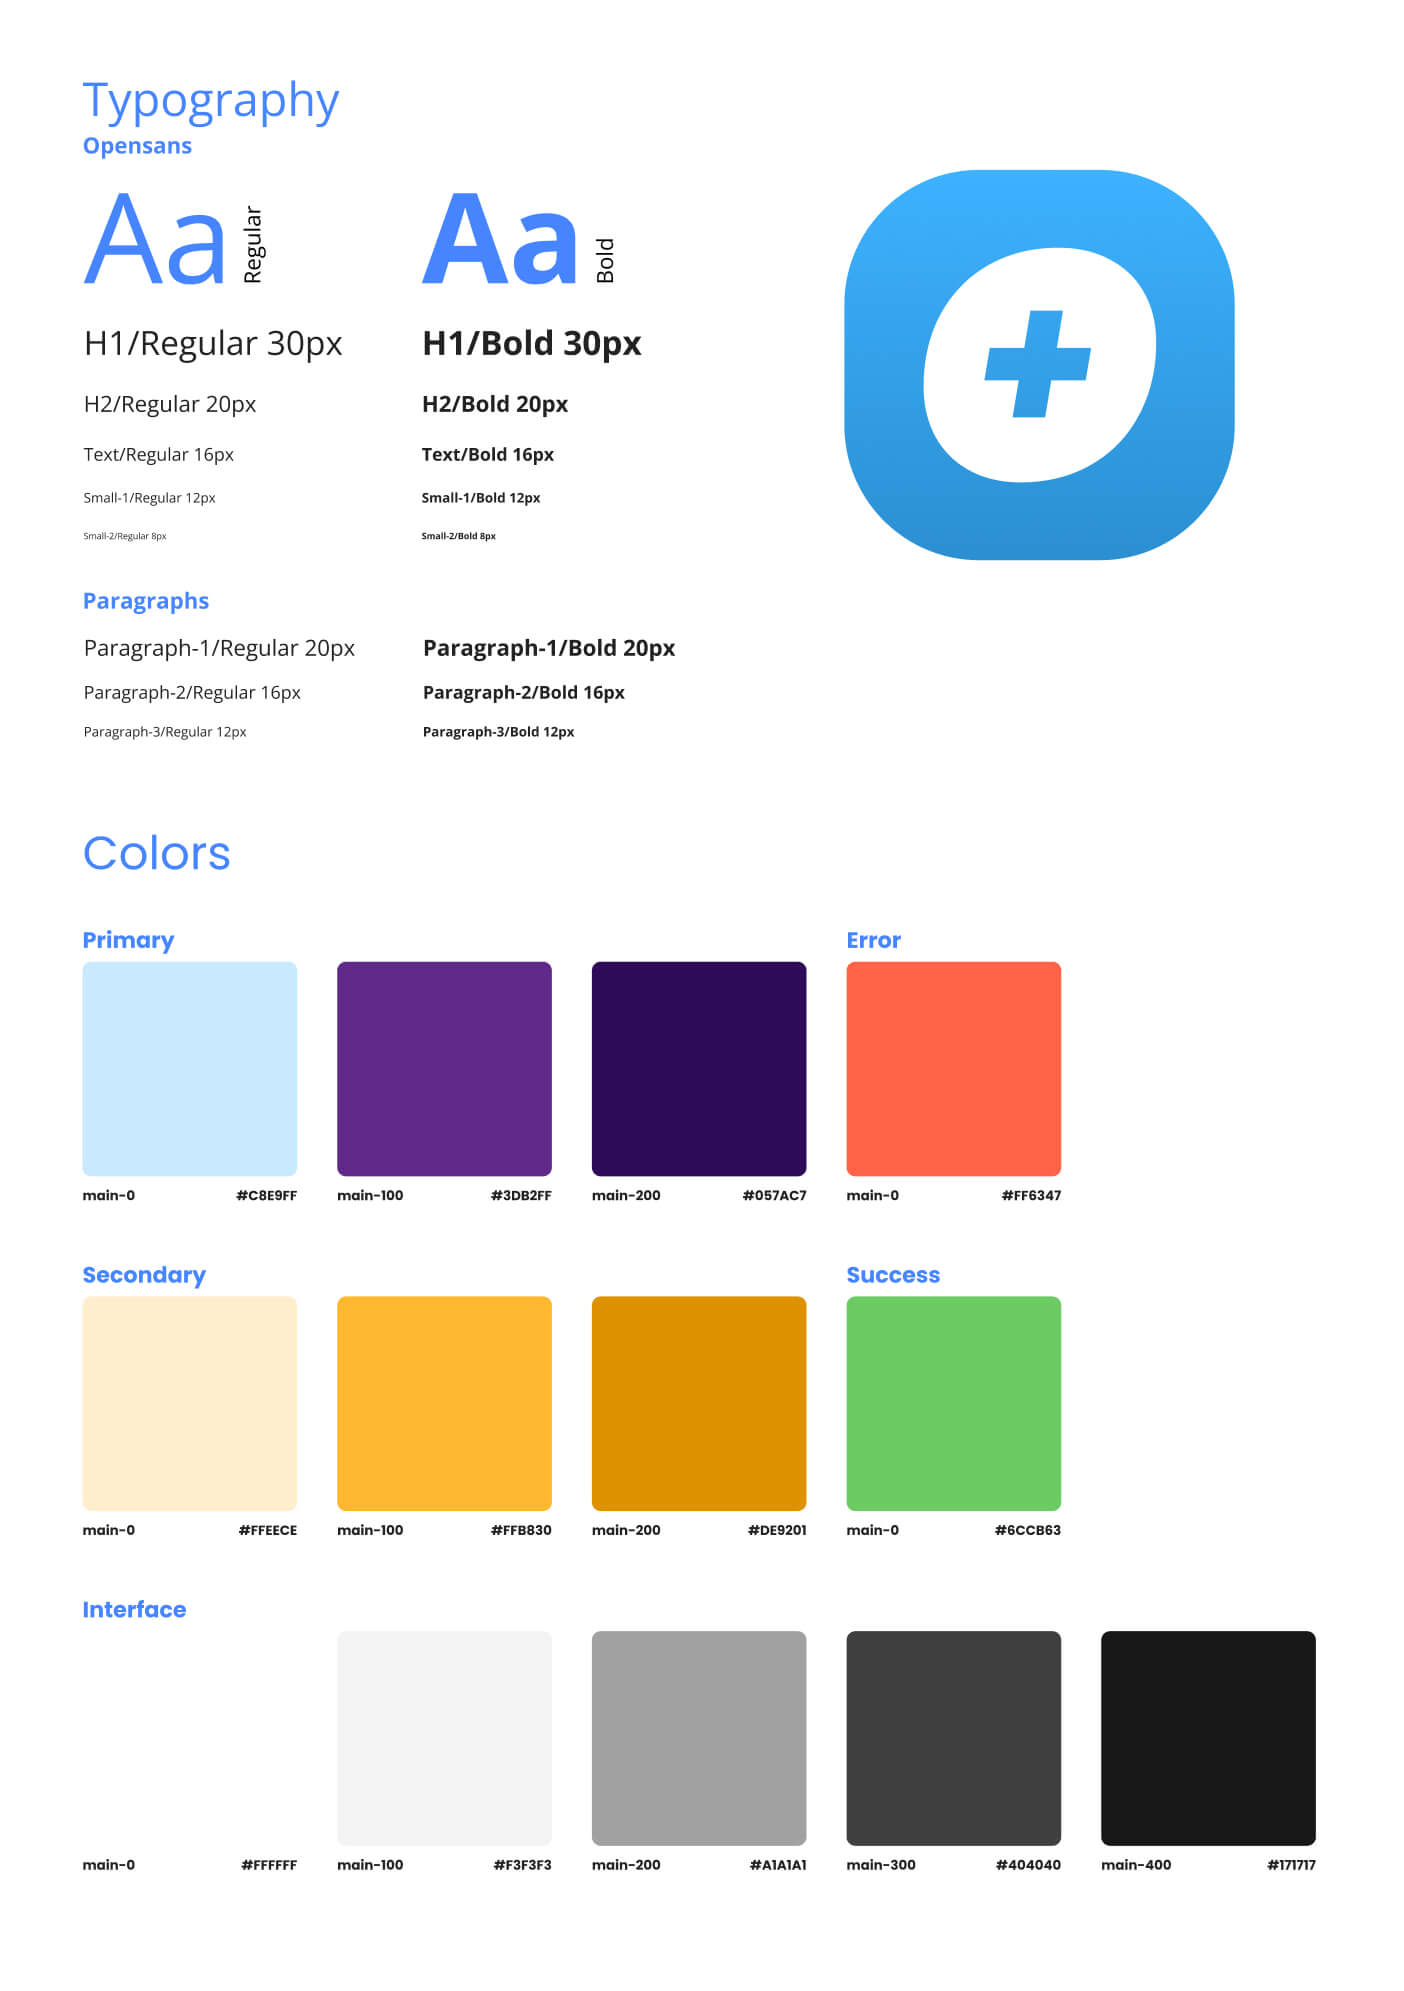 Typography
Opensans
Aa Regular Aa Bold
H1/Regular 30px H1/Bold 30px
H2/Regular 20px H2/Bold 20px
Text/Regular 16px Text/Bold 16px
Small-1/Regular 12px Small-1/Bold 12px
Small-2/Regular 8px Small-2/Bold 8px
Paragraphs
Paragraph-1/Regular 20px Paragraph-1/Bold 20px
Paragraph-2/Regular 16px Paragraph-2/Bold 16px
Paragraph-3/Regular 12px Paragraph-3/Bold 12px
Colors
Primary Error
main-0 #C8E9FF main-100 #3DB2FF main-200 #057AC7 main-0 #FF6347
Secondary Success
main-0 #FFEECE main-100 #FFB830 main-200 #DE9201 main-0 #6CCB63
Interface
main-0 #FFFFFF main-100 #F3F3F3 main-200 #A1A1A1 main-300 #404040 main-400 #171717